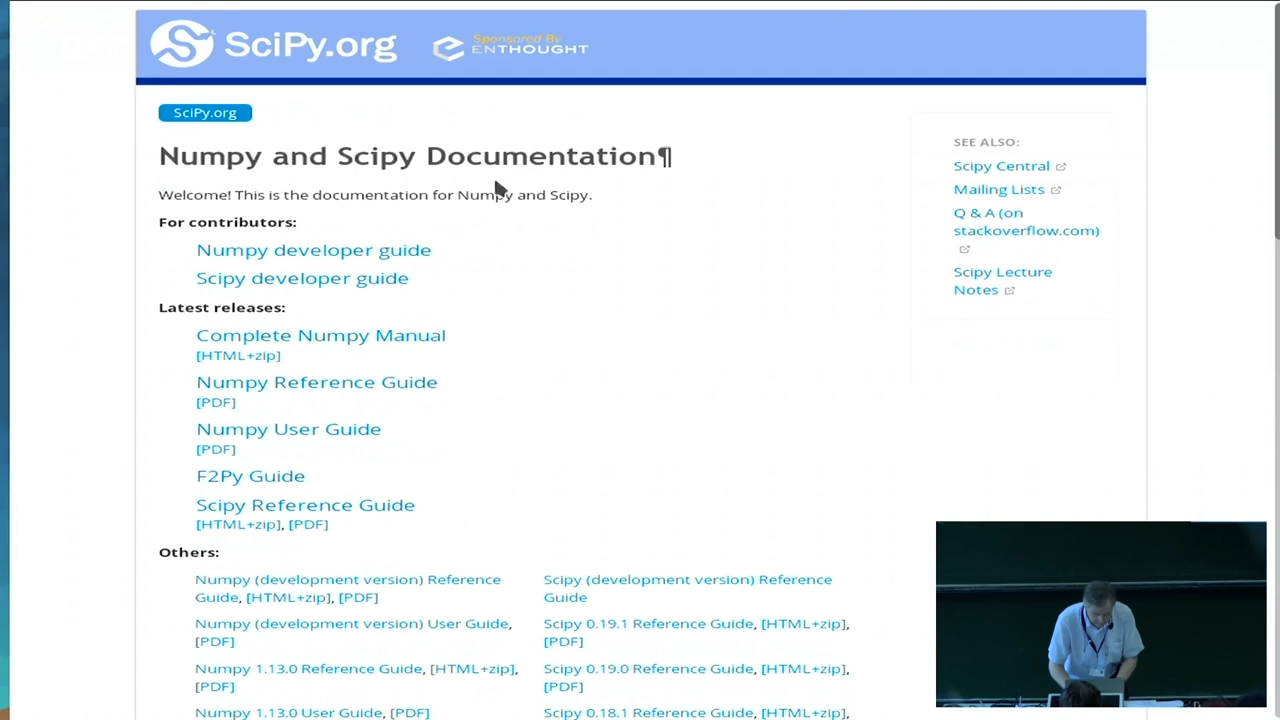 SciPy.org
Sponsored By
ENTHOUGHT
SciPy.org
Numpy and Scipy Documentation¶
Welcome! This is the documentation for Numpy and Scipy.
For contributors:
Numpy developer guide
Scipy developer guide
Latest releases:
Complete Numpy Manual
[HTML+zip]
Numpy Reference Guide
[PDF]
Numpy User Guide
[PDF]
F2Py Guide
Scipy Reference Guide
[HTML+zip], [PDF]
Others:
Numpy (development version) Reference
Guide, [HTML+zip], [PDF]
Numpy (development version) User Guide,
[PDF]
Numpy 1.13.0 Reference Guide, [HTML+zip],
[PDF]
Numpy 1.13.0 User Guide, [PDF]
Scipy (development version) Reference
Guide
Scipy 0.19.1 Reference Guide, [HTML+zip],
[PDF]
Scipy 0.19.0 Reference Guide, [HTML+zip],
[PDF]
Scipy 0.18.1 Reference Guide, [HTML+zip],
SEE ALSO:
Scipy Central
Mailing Lists
Q & A (on
stackoverflow.com)
Scipy Lecture
Notes